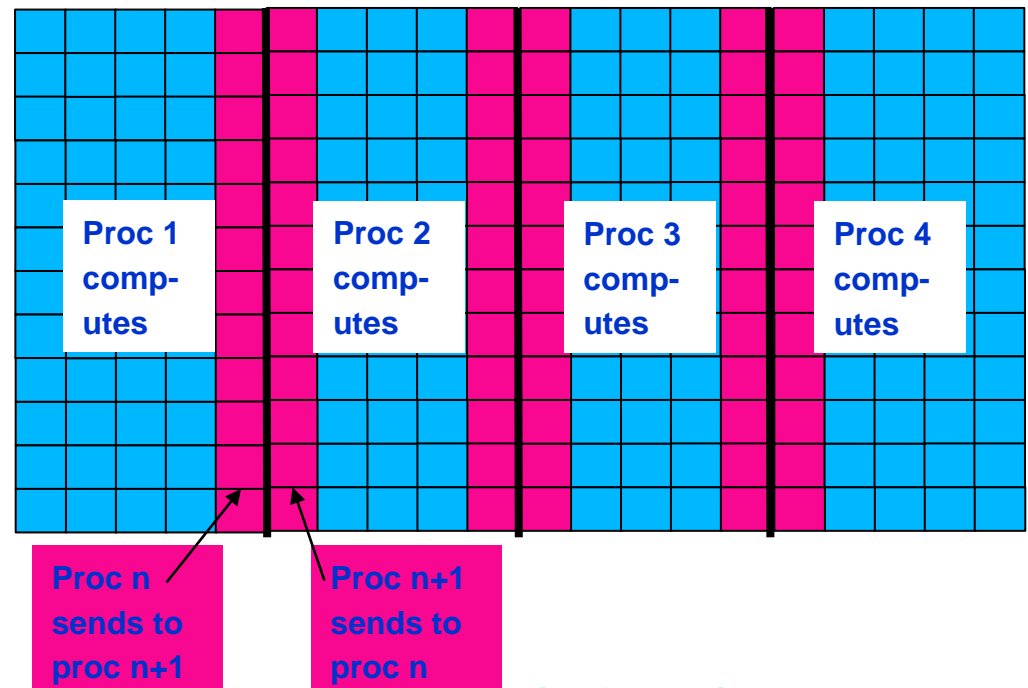 Proc 1
comp-
utes
Proc 2
comp-
utes
Proc 3
comp-
utes
Proc 4
comp-
utes
Proc n
sends to
proc n+1
Proc n+1
sends to
proc n